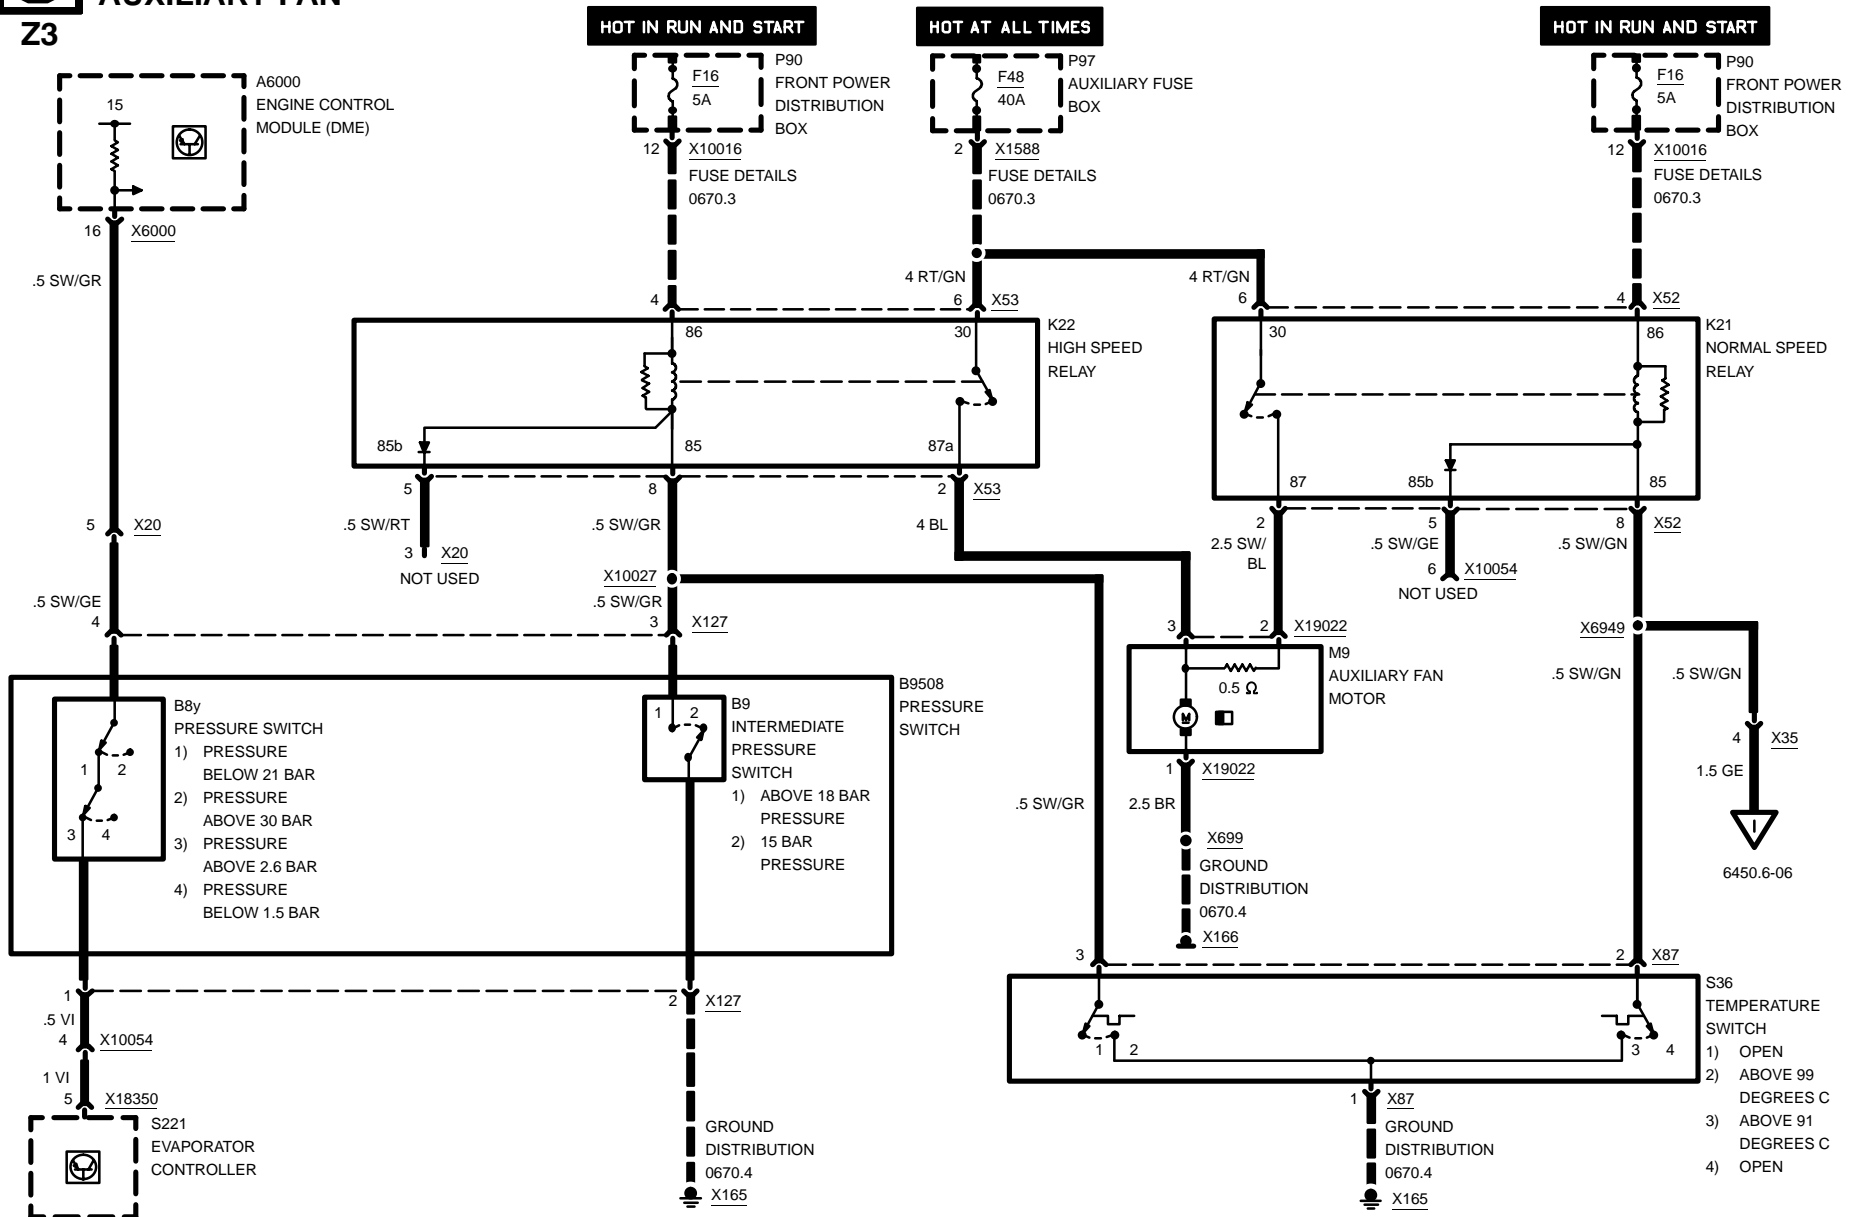 AUXILIARY FAN
Z3
HOT IN RUN AND START
HOT AT ALL TIMES
HOT IN RUN AND START
A6000
ENGINE CONTROL
MODULE (DME)
15
16
X6000
.5 SW/GR
5
X20
.5 SW/GE
4
F16
5A
P90
FRONT POWER
DISTRIBUTION
BOX
12
X10016
FUSE DETAILS
0670.3
F48
40A
P97
AUXILIARY FUSE
BOX
2
X1588
FUSE DETAILS
0670.3
F16
5A
P90
FRONT POWER
DISTRIBUTION
BOX
12
X10016
FUSE DETAILS
0670.3
4 RT/GN
4 RT/GN
4
6
X53
6
4
X52
K22
HIGH SPEED
RELAY
86
30
85b
85
87a
5
8
2
X53
.5 SW/RT
.5 SW/GR
4 BL
3
X20
NOT USED
X10027
.5 SW/GR
3
X127
K21
NORMAL SPEED
RELAY
30
86
87
85b
85
2
5
8
X52
2.5 SW/
BL
.5 SW/GE
.5 SW/GN
6
X10054
NOT USED
3
2
X19022
M9
AUXILIARY FAN
MOTOR
0.5 Ω
M
1
X19022
2.5 BR
X699
GROUND
DISTRIBUTION
0670.4
X166
X6949
.5 SW/GN
.5 SW/GN
4
X35
1.5 GE
I
6450.6-06
B9508
PRESSURE
SWITCH
B8y
PRESSURE SWITCH
1) PRESSURE
BELOW 21 BAR
2) PRESSURE
ABOVE 30 BAR
3) PRESSURE
ABOVE 2.6 BAR
4) PRESSURE
BELOW 1.5 BAR
1
2
3
4
1
2
B9
INTERMEDIATE
PRESSURE
SWITCH
1) ABOVE 18 BAR
PRESSURE
2) 15 BAR
PRESSURE
.5 SW/GR
3
2
X87
S36
TEMPERATURE
SWITCH
1) OPEN
2) ABOVE 99
DEGREES C
3) ABOVE 91
DEGREES C
4) OPEN
1
2
3
4
1
X87
GROUND
DISTRIBUTION
0670.4
X165
1
.5 VI
4
X10054
1 VI
5
X18350
S221
EVAPORATOR
CONTROLLER
2
X127
GROUND
DISTRIBUTION
0670.4
X165